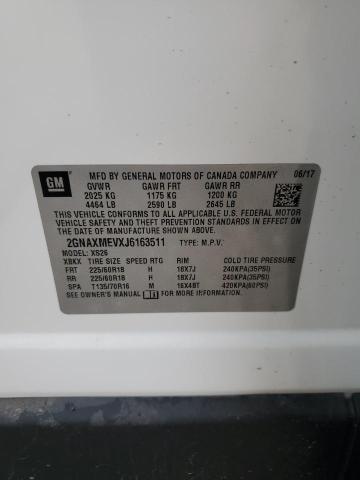 GM
MFD BY GENERAL MOTORS OF CANADA COMPANY 06/17
GVWR GAWR FRT GAWR RR
2025 KG 1175 KG 1200 KG
4464 LB 2590 LB 2645 LB
THIS VEHICLE CONFORMS TO ALL APPLICABLE U.S. FEDERAL MOTOR
VEHICLE SAFETY AND THEFT PREVENTION STANDARDS IN EFFECT ON
THE DATE OF MANUFACTURE SHOWN ABOVE.
2GNAXMEVXJ6163511 TYPE: M.P.V.
MODEL: XS26
XBKX TIRE SIZE SPEED RTG RIM COLD TIRE PRESSURE
FRT 225/60R18 H 18X7J 240KPA(35PSI)
RR 225/60R18 H 18X7J 240KPA(35PSI)
SPA T135/70R16 M 16X4BT 420KPA(60PSI)
SEE OWNER MANUAL FOR ADDITIONAL INFORMATION